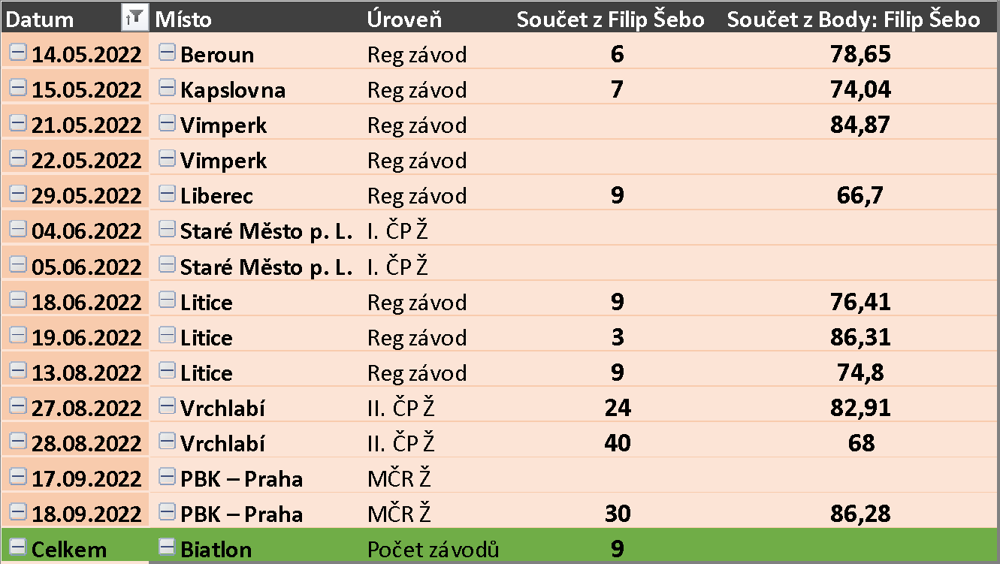 Datum Místo Úroveň Součet z Filip Šebo Součet z Body: Filip Šebo
14.05.2022 Beroun Reg závod 6 78,65
15.05.2022 Kapslovna Reg závod 7 74,04
21.05.2022 Vimperk Reg závod 84,87
22.05.2022 Vimperk Reg závod
29.05.2022 Liberec Reg závod 9 66,7
04.06.2022 Staré Město p. L. I. ČP Ž
05.06.2022 Staré Město p. L. I. ČP Ž
18.06.2022 Litice Reg závod 9 76,41
19.06.2022 Litice Reg závod 3 86,31
13.08.2022 Litice Reg závod 9 74,8
27.08.2022 Vrchlabí II. ČP Ž 24 82,91
28.08.2022 Vrchlabí II. ČP Ž 40 68
17.09.2022 PBK – Praha MČR Ž
18.09.2022 PBK – Praha MČR Ž 30 86,28
Celkem Biatlon Počet závodů 9